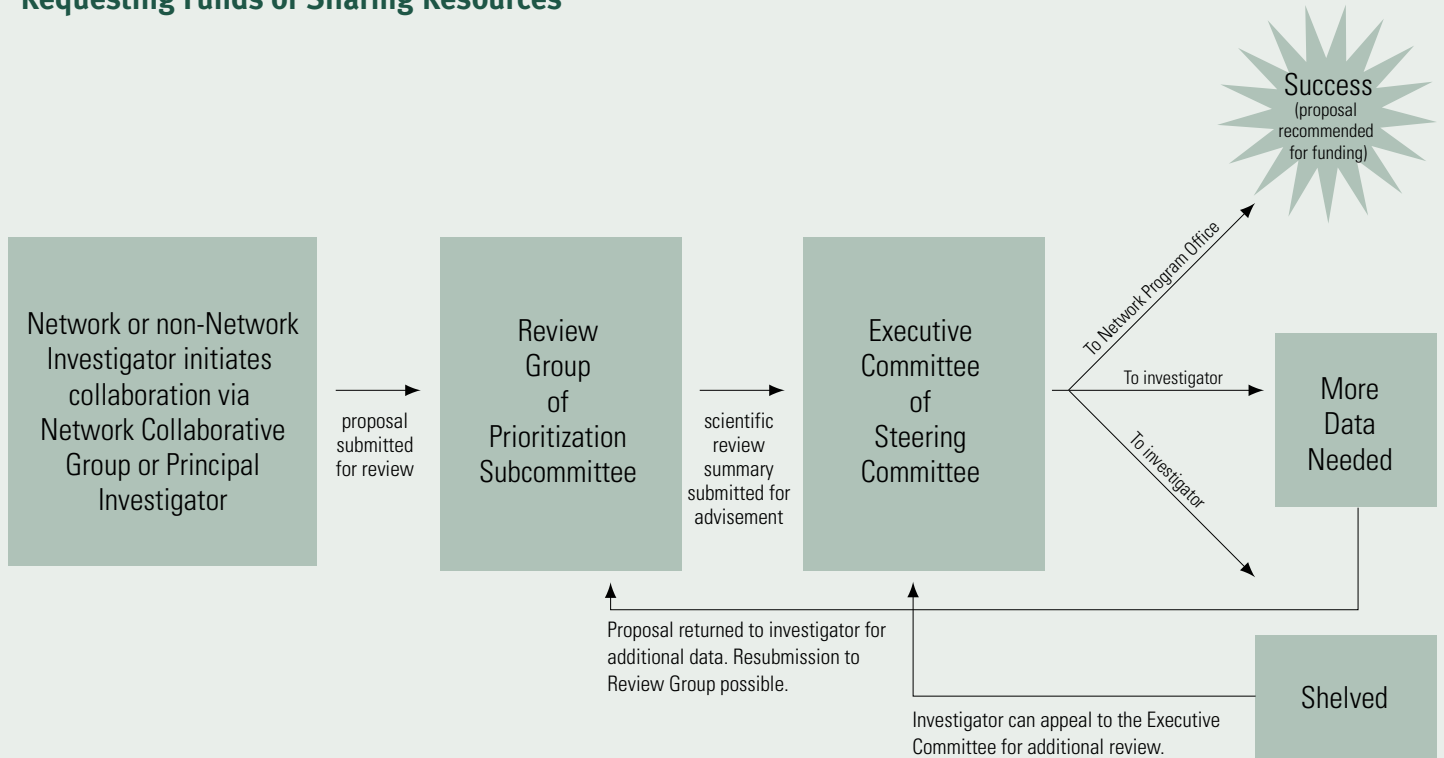 Requesting Funds or Sharing Resources
Success
(proposal
recommended
for funding)
Network or non-Network
Investigator initiates
collaboration via
Network Collaborative
Group or Principal
Investigator
proposal
submitted
for review
Review
Group
of
Prioritization
Subcommittee
scientific
review
summary
submitted for
advisement
Executive
Committee
of
Steering
Committee
To Network Program Office
To investigator
To investigator
More
Data
Needed
Proposal returned to investigator for
additional data. Resubmission to
Review Group possible.
Investigator can appeal to the Executive
Committee for additional review.
Shelved